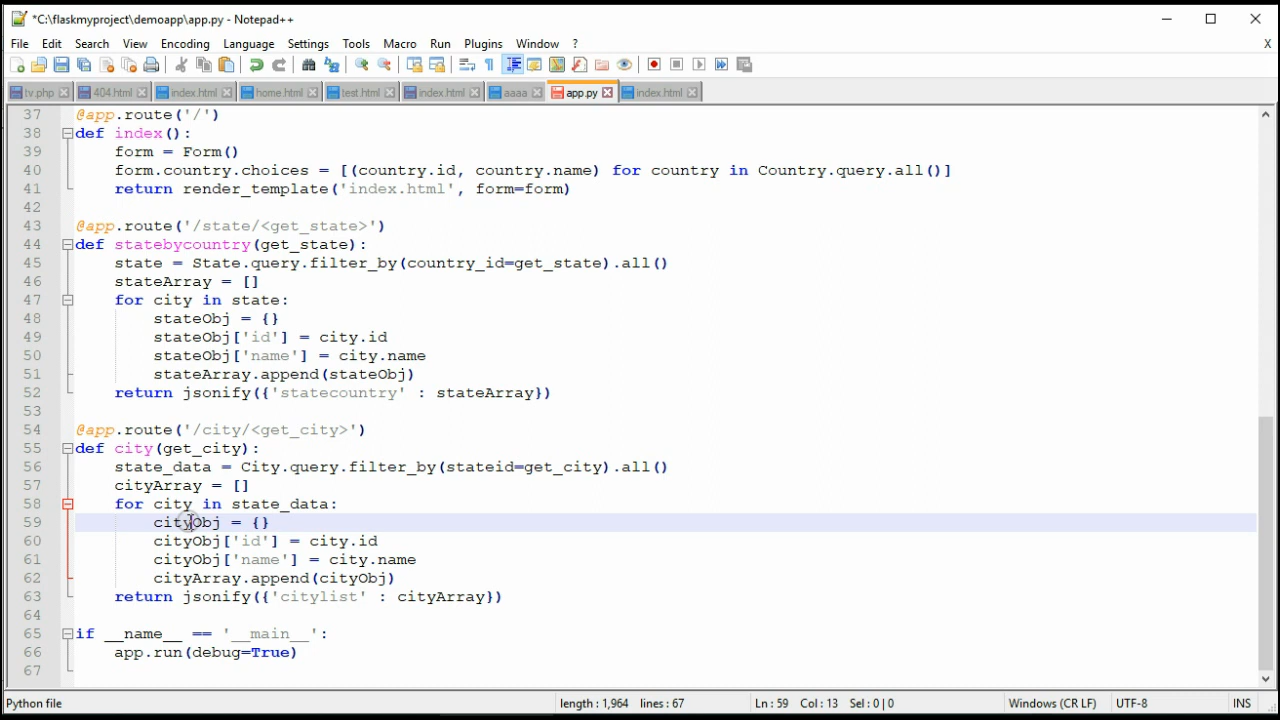 *C:\flaskmyproject\demoapp\app.py - Notepad++
File Edit Search View Encoding Language Settings Tools Macro Run Plugins Window ? X
tv.php 404.html index.html home.html test.html index.html aaaa app.py index.html
37 @app.route('/')
38 def index():
39 form = Form()
40 form.country.choices = [(country.id, country.name) for country in Country.query.all()]
41 return render_template('index.html', form=form)
42
43 @app.route('/state/<get_state>')
44 def statebycountry(get_state):
45 state = State.query.filter_by(country_id=get_state).all()
46 stateArray = []
47 for city in state:
48 stateObj = {}
49 stateObj['id'] = city.id
50 stateObj['name'] = city.name
51 stateArray.append(stateObj)
52 return jsonify({'statecountry' : stateArray})
53
54 @app.route('/city/<get_city>')
55 def city(get_city):
56 state_data = City.query.filter_by(stateid=get_city).all()
57 cityArray = []
58 for city in state_data:
59 cityObj = {}
60 cityObj['id'] = city.id
61 cityObj['name'] = city.name
62 cityArray.append(cityObj)
63 return jsonify({'citylist' : cityArray})
64
65 if __name__ == '__main__':
66 app.run(debug=True)
67
Python file length : 1,964 lines : 67 Ln : 59 Col : 13 Sel : 0 | 0 Windows (CR LF) UTF-8 INS